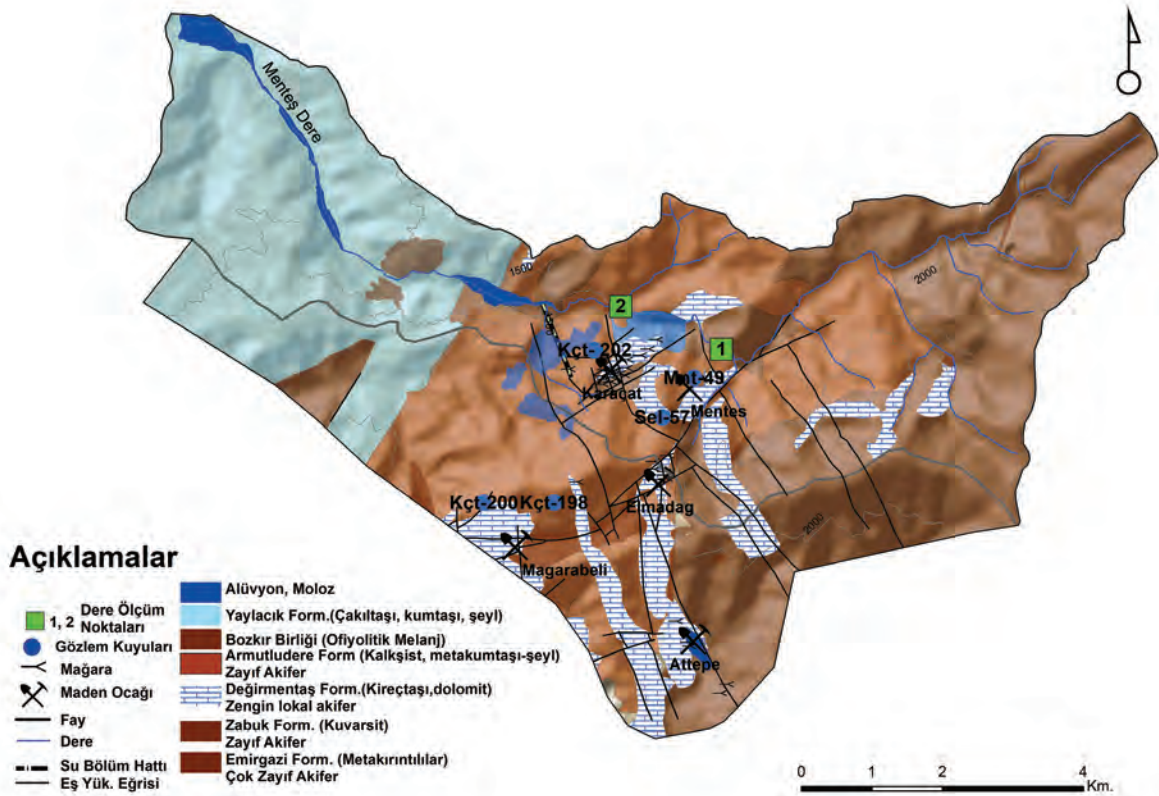 Menteş Dere
1500
2000
2
1
Kçt- 202
Karaçat
Mnt-49
Mentes
Sel-57
Elmadag
2000
Kçt-200
Kçt-198
Magarabeli
Attepe
Açıklamalar
1, 2 Dere Ölçüm
Noktaları
Gözlem Kuyuları
Mağara
Maden Ocağı
Fay
Dere
Su Bölüm Hattı
Eş Yük. Eğrisi
Alüvyon, Moloz
Yaylacık Form.(Çakıltaşı, kumtaşı, şeyl)
Bozkır Birliği (Ofiyolitik Melanj)
Armutludere Form (Kalkşist, metakumtaşı-şeyl)
Zayıf Akifer
Değirmentaş Form.(Kireçtaşı,dolomit)
Zengin lokal akifer
Zabuk Form. (Kuvarsit)
Zayıf Akifer
Emirgazi Form. (Metakırıntılılar)
Çok Zayıf Akifer
0 1 2 4
Km.